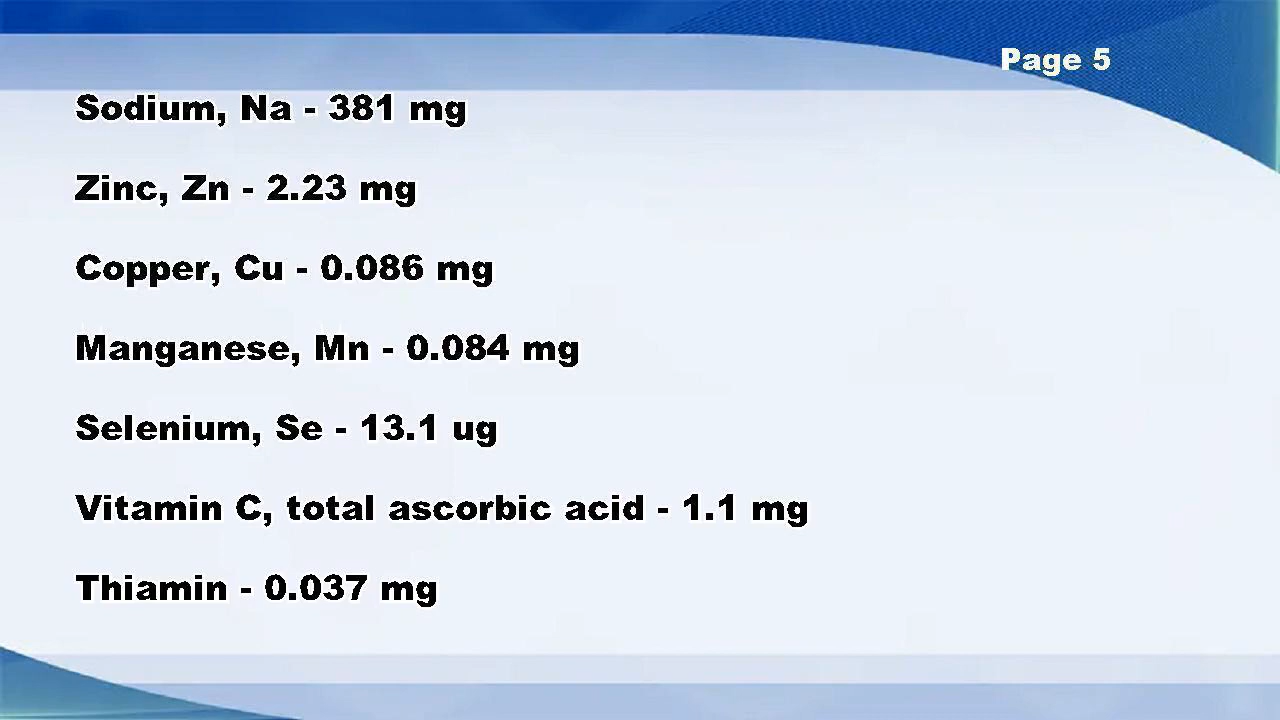 Page 5
Sodium, Na - 381 mg
Zinc, Zn - 2.23 mg
Copper, Cu - 0.086 mg
Manganese, Mn - 0.084 mg
Selenium, Se - 13.1 ug
Vitamin C, total ascorbic acid - 1.1 mg
Thiamin - 0.037 mg